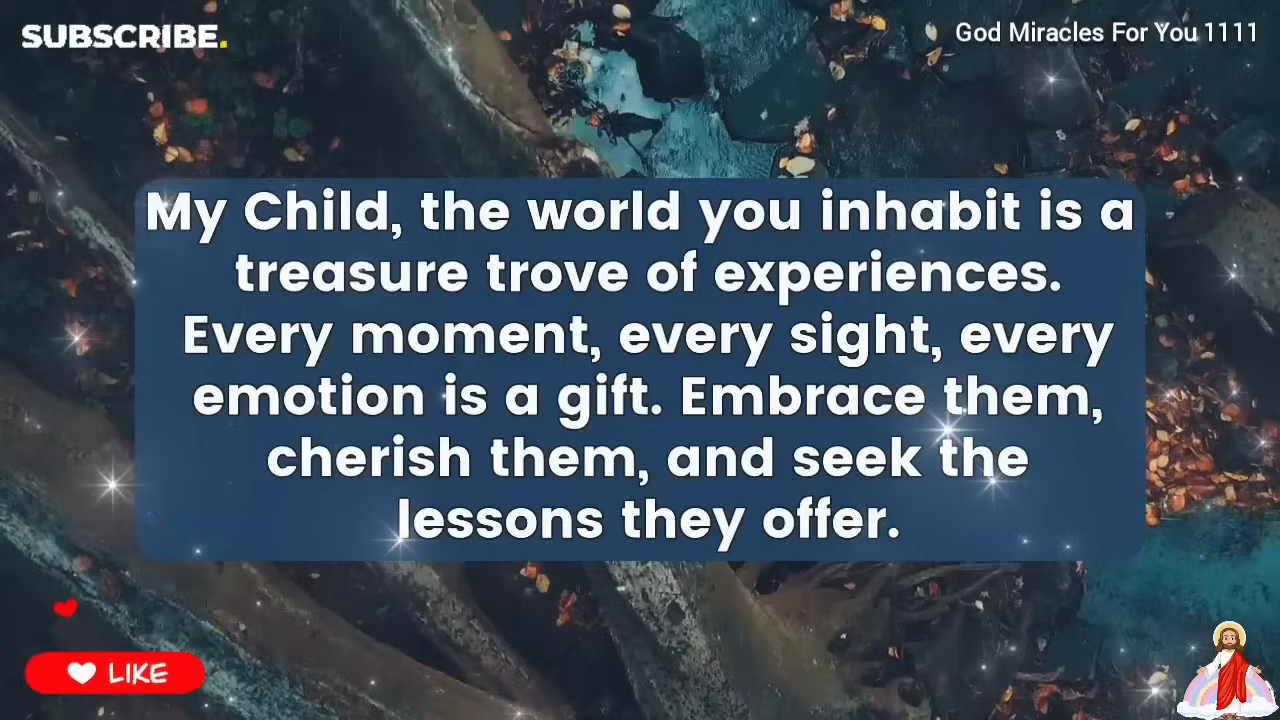 SUBSCRIBE.
God Miracles For You 1111
My Child, the world you inhabit is a
treasure trove of experiences.
Every moment, every sight, every
emotion is a gift. Embrace them,
cherish them, and seek the
lessons they offer.
LIKE